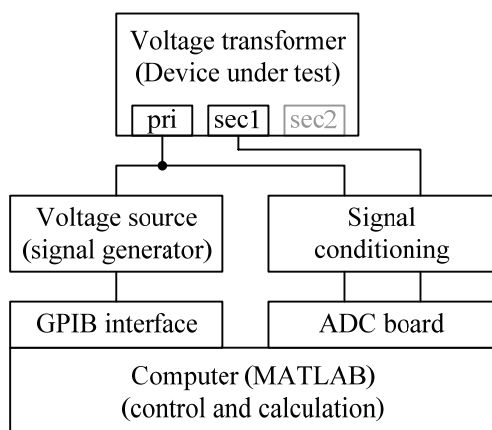 Voltage transformer
(Device under test)
pri sec1 sec2
Voltage source
(signal generator)
Signal
conditioning
GPIB interface
ADC board
Computer (MATLAB)
(control and calculation)